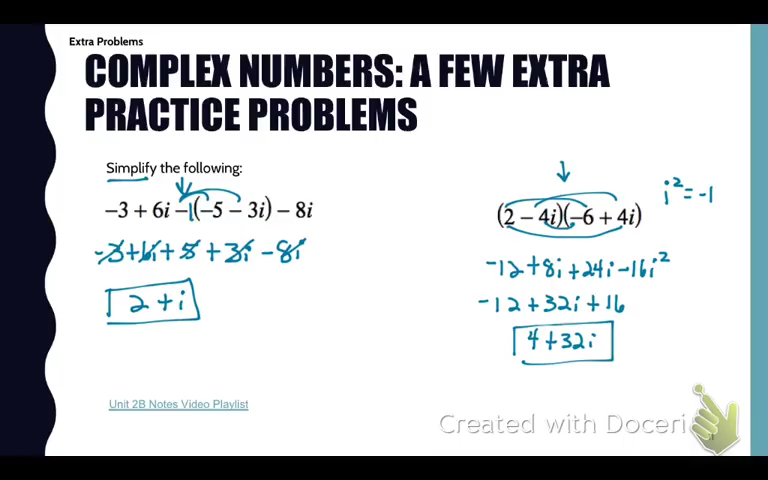 Extra Problems
COMPLEX NUMBERS: A FEW EXTRA
PRACTICE PROBLEMS
Simplify the following:
−3 + 6i −1(−5 − 3i) − 8i
-3+6i+5+3i-8i
2+i
(2 − 4i)(−6 + 4i)
i²=-1
-12+8i+24i-16i²
-12+32i+16
4+32i
Unit 2B Notes Video Playlist
Created with Doceri